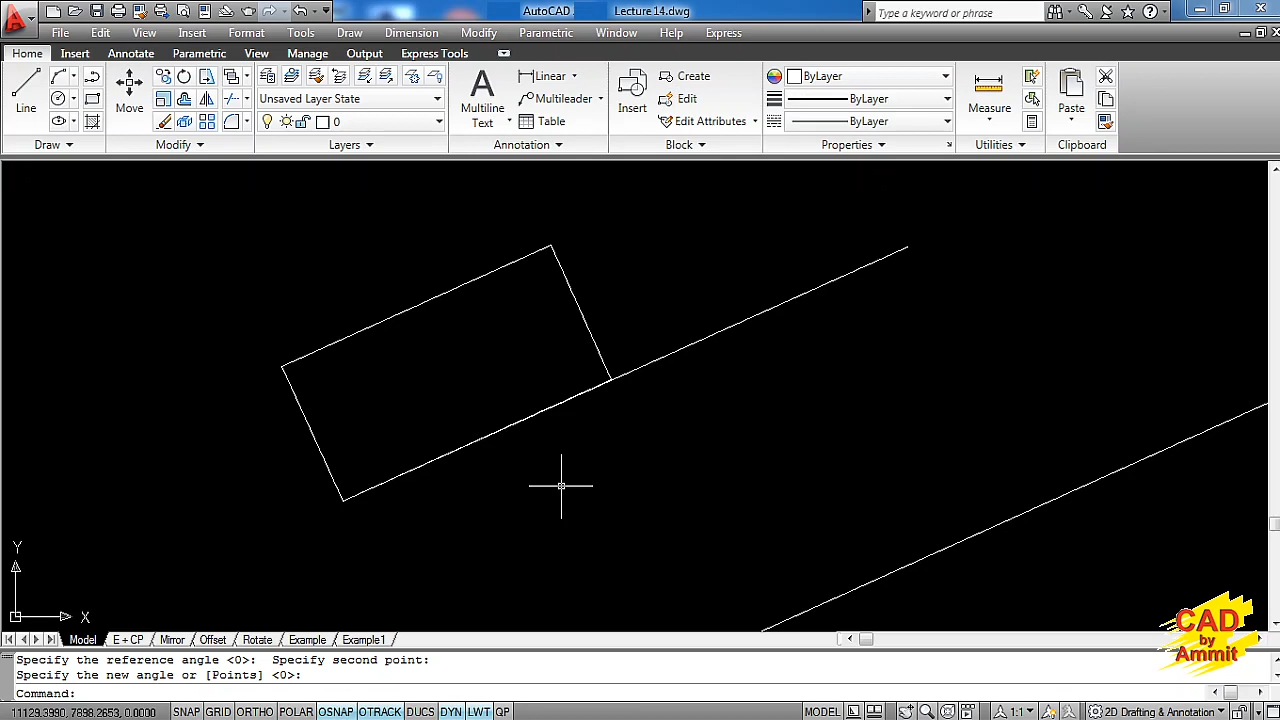 AutoCAD Lecture 14.dwg Type a keyword or phrase
File Edit View Insert Format Tools Draw Dimension Modify Parametric Window Help Express
Home Insert Annotate Parametric View Manage Output Express Tools
Line Move Unsaved Layer State 0 Multiline Text Linear Multileader Table Insert Create Edit Edit Attributes ByLayer ByLayer ByLayer Measure Paste
Draw Modify Layers Annotation Block Properties Utilities Clipboard
Y
X
CAD
by
Ammit
Model E + CP Mirror Offset Rotate Example Example1
Specify the reference angle <0>: Specify second point:
Specify the new angle or [Points] <0>:
Command:
11129.3990, 7898.2653, 0.0000 SNAP GRID ORTHO POLAR OSNAP OTRACK DUCS DYN LWT QP MODEL 1:1 2D Drafting & Annotation